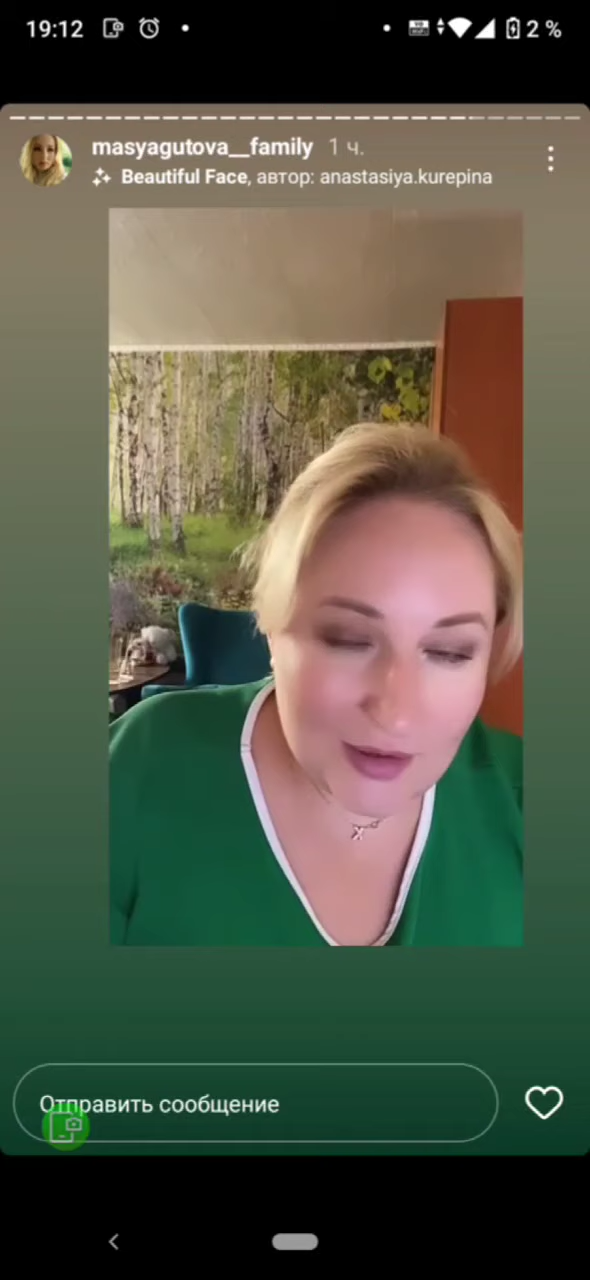 19:12
2 %
masyagutova__family 1 ч.
Beautiful Face, автор: anastasiya.kurepina
Отправить сообщение